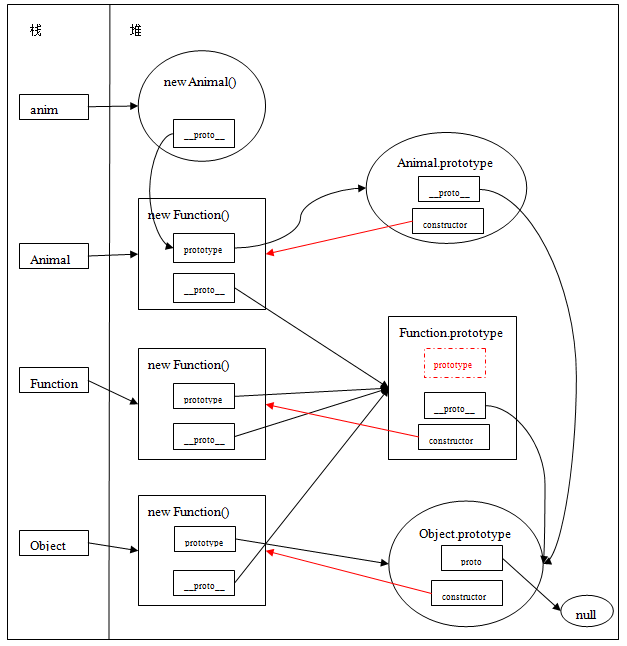 栈
堆
new Animal()
anim
__proto__
Animal.prototype
__proto__
new Function()
constructor
prototype
Animal
__proto__
Function.prototype
new Function()
prototype
Function
prototype
__proto__
__proto__
constructor
new Function()
Object.prototype
prototype
Object
proto
__proto__
constructor
null